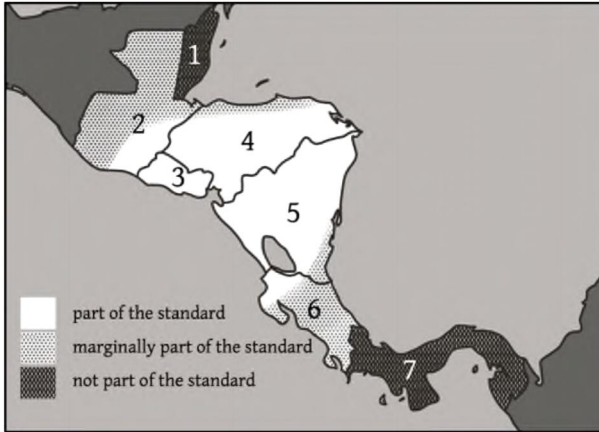 1
2
4
3
5
6
7
part of the standard
marginally part of the standard
not part of the standard